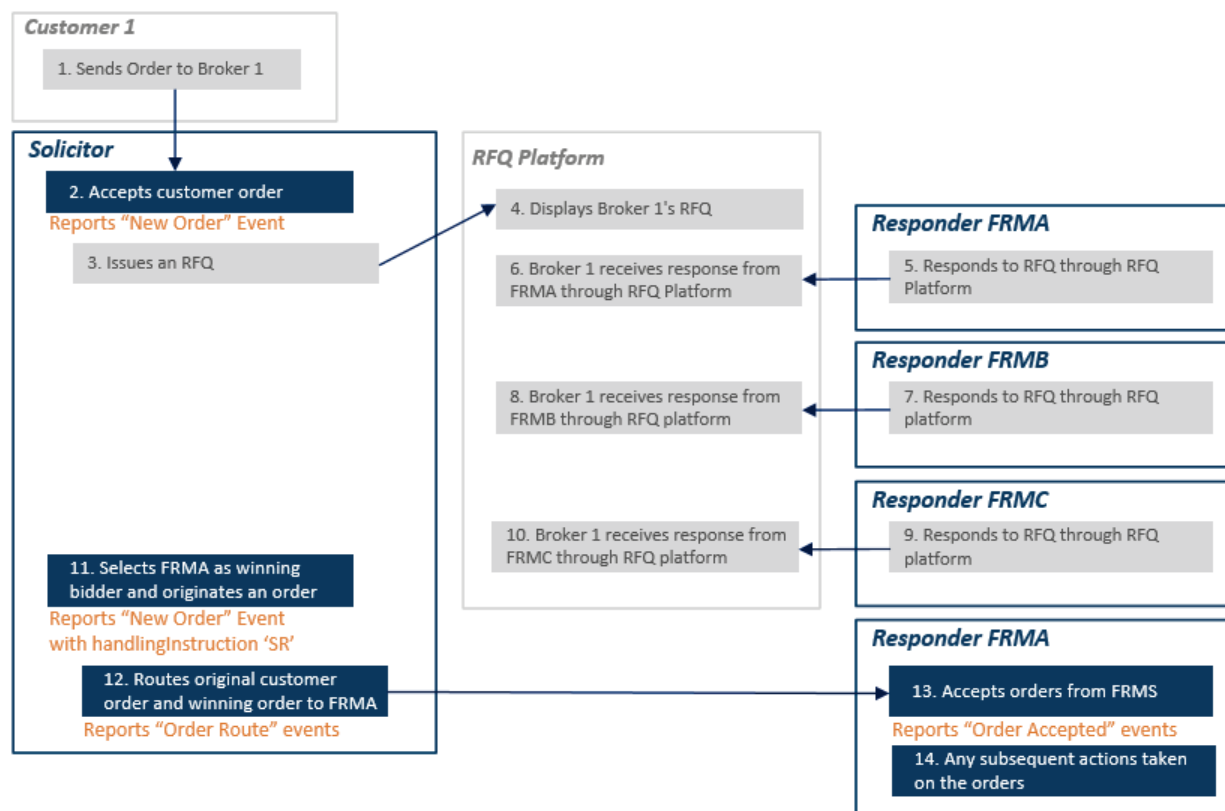 Customer 1
1. Sends Order to Broker 1
Solicitor
2. Accepts customer order
Reports “New Order” Event
3. Issues an RFQ
RFQ Platform
4. Displays Broker 1's RFQ
Responder FRMA
5. Responds to RFQ through RFQ
Platform
6. Broker 1 receives response from
FRMA through RFQ Platform
Responder FRMB
7. Responds to RFQ through RFQ
platform
8. Broker 1 receives response from
FRMB through RFQ platform
Responder FRMC
9. Responds to RFQ through RFQ
platform
10. Broker 1 receives response from
FRMC through RFQ platform
11. Selects FRMA as winning
bidder and originates an order
Reports “New Order” Event
with handlingInstruction ‘SR’
12. Routes original customer
order and winning order to FRMA
Reports “Order Route” events
Responder FRMA
13. Accepts orders from FRMS
Reports “Order Accepted” events
14. Any subsequent actions taken
on the orders